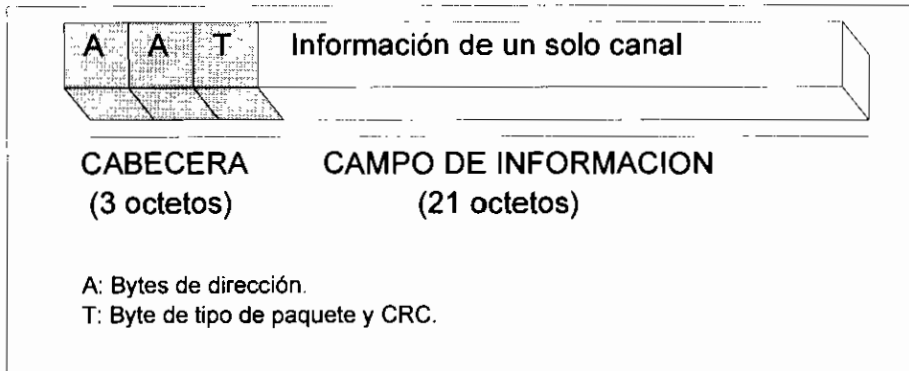 A A T Información de un solo canal
CABECERA CAMPO DE INFORMACION
(3 octetos) (21 octetos)
A: Bytes de dirección.
T: Byte de tipo de paquete y CRC.